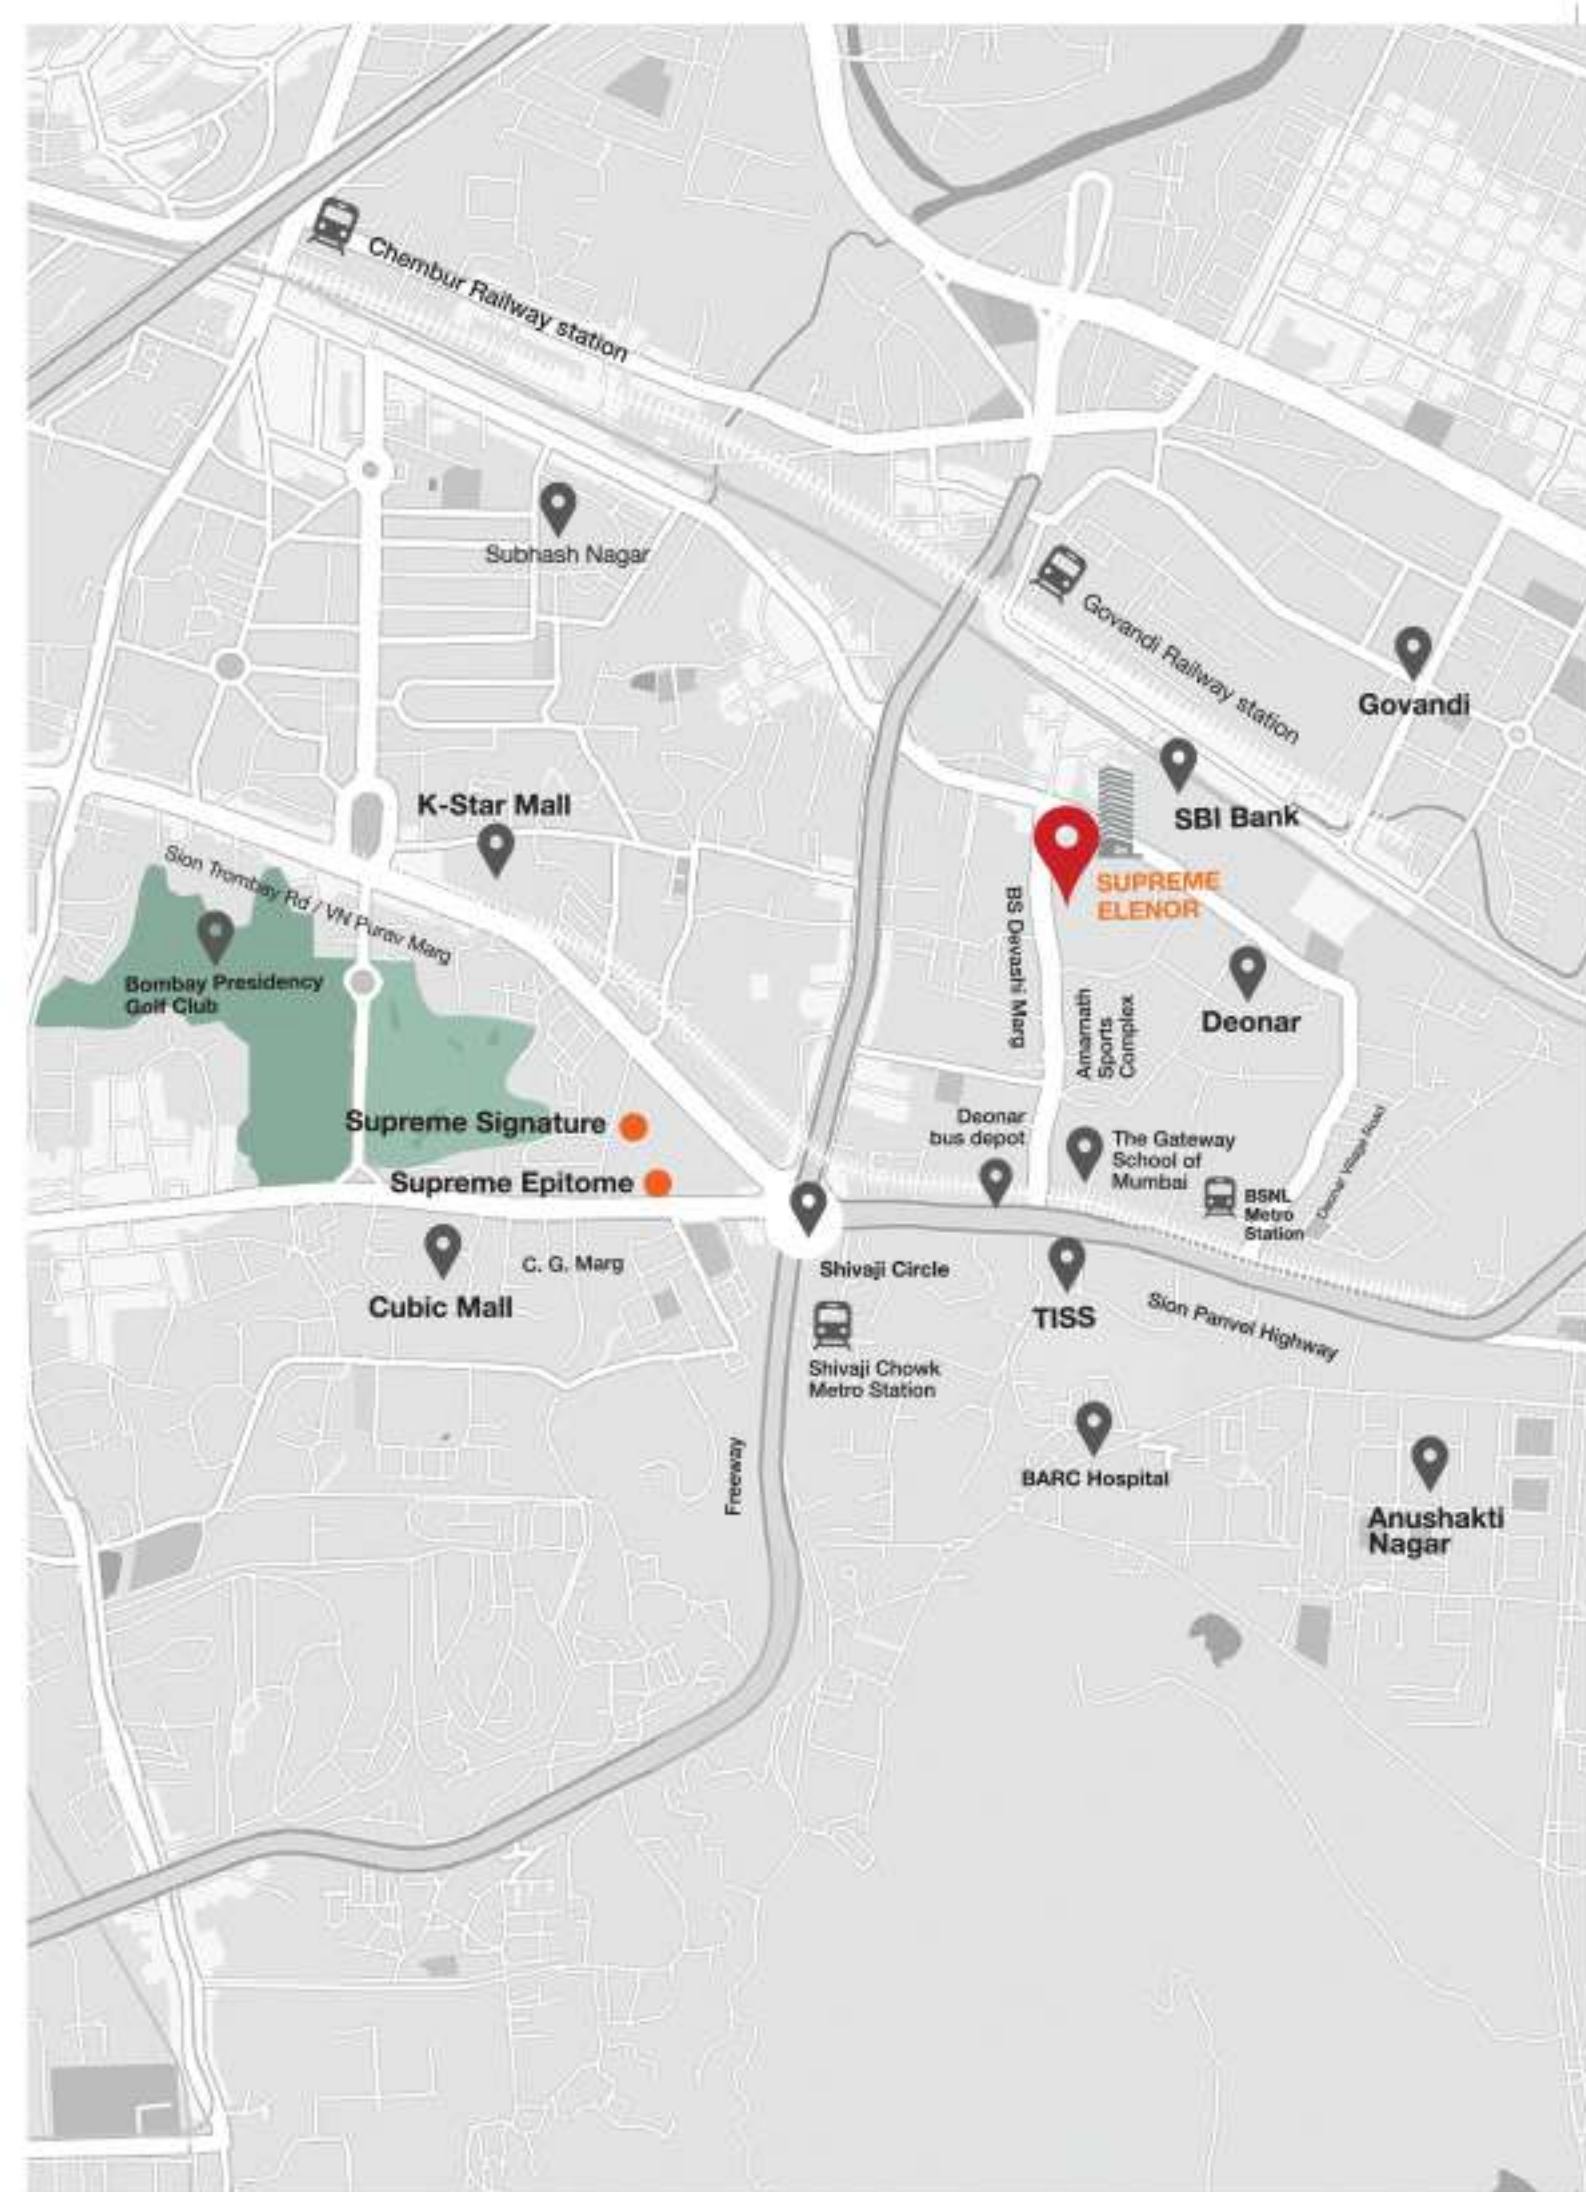 Chembur Railway station
Subhash Nagar
Govandi Railway station
Govandi
K-Star Mall
SBI Bank
SUPREME
ELENOR
Sion Trombay Rd / VN Purav Marg
Bombay Presidency
Golf Club
BS Devashi Marg
Amarnath
Sports
Complex
Deonar
Supreme Signature
Deonar
bus depot
The Gateway
School of
Mumbai
Deonar Village Road
Supreme Epitome
BSNL
Metro
Station
C. G. Marg
Shivaji Circle
Cubic Mall
TISS
Sion Panvel Highway
Shivaji Chowk
Metro Station
Freeway
BARC Hospital
Anushakti
Nagar